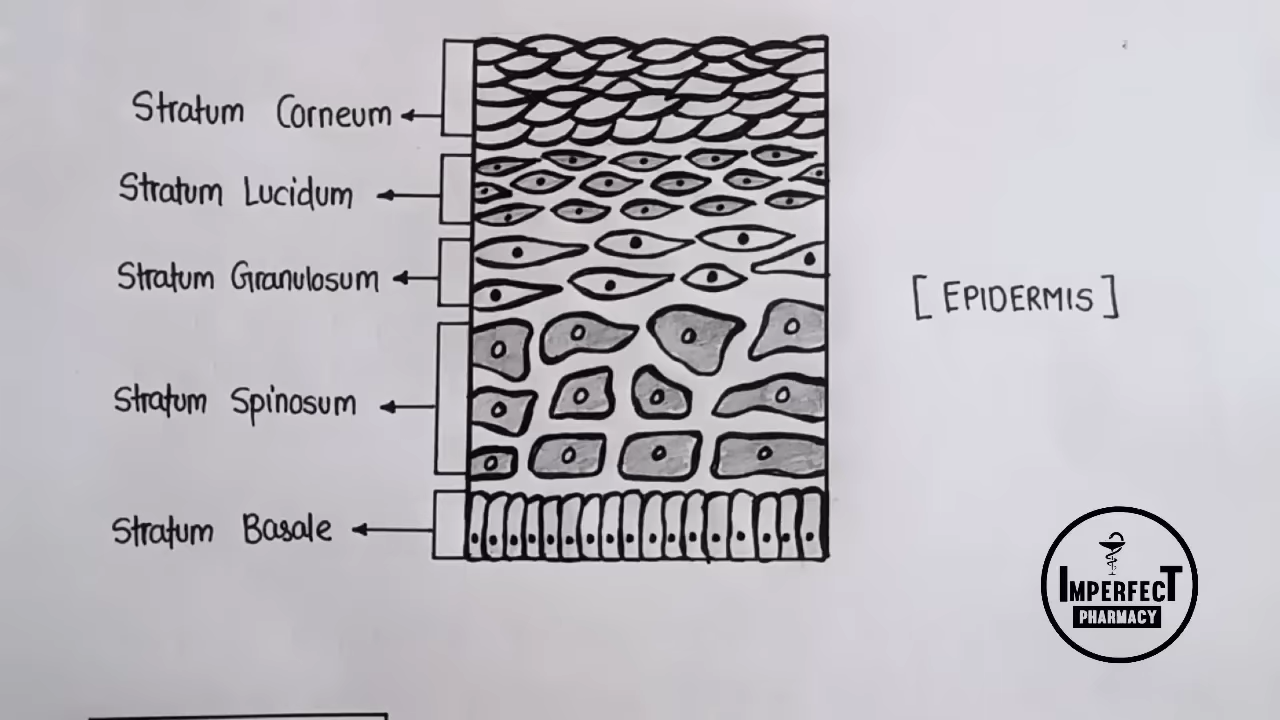 Stratum Corneum
Stratum Lucidum
Stratum Granulosum
[EPIDERMIS]
Stratum Spinosum
Stratum Basale
IMPERFECT
PHARMACY